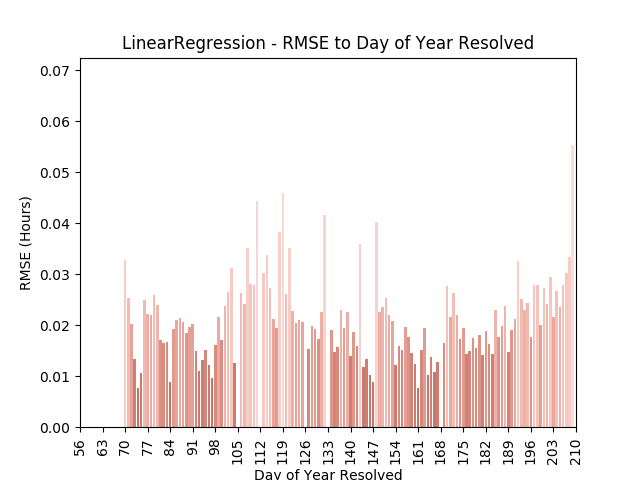 LinearRegression - RMSE to Day of Year Resolved
0.07
0.06
0.05
0.04
0.03
0.02
0.01
0.00
RMSE (Hours)
56 63 70 77 84 91 98 105 112 119 126 133 140 147 154 161 168 175 182 189 196 203 210
Day of Year Resolved